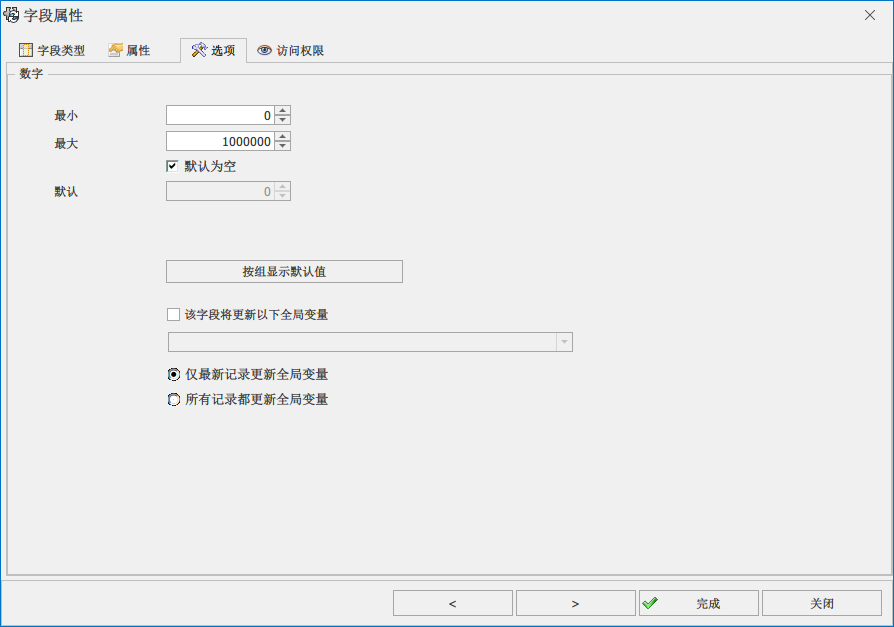 字段属性
字段类型 属性 选项 访问权限
数字
最小 0
最大 1000000
默认为空
默认 0
按组显示默认值
该字段将更新以下全局变量
仅最新记录更新全局变量
所有记录都更新全局变量
< > 完成 关闭